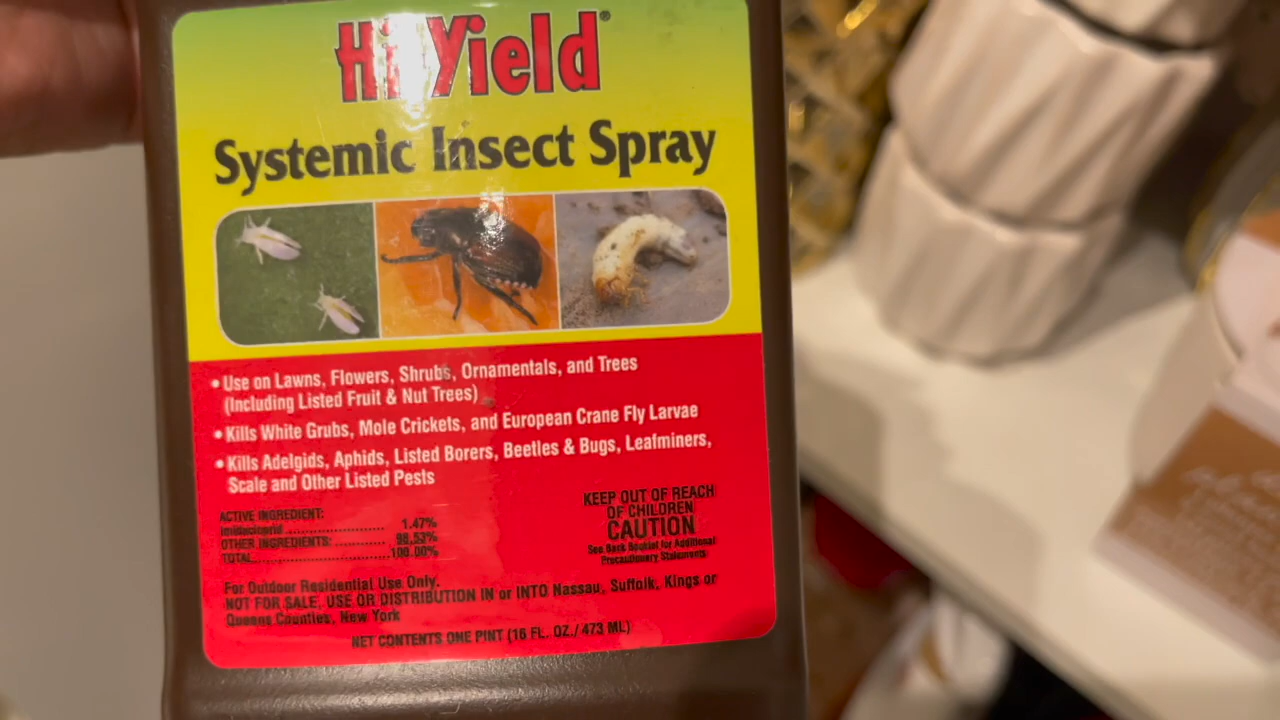 Hi-Yield®
Systemic Insect Spray
• Use on Lawns, Flowers, Shrubs, Ornamentals, and Trees
(Including Listed Fruit & Nut Trees)
• Kills White Grubs, Mole Crickets, and European Crane Fly Larvae
• Kills Adelgids, Aphids, Listed Borers, Beetles & Bugs, Leafminers,
Scale and Other Listed Pests
ACTIVE INGREDIENT:
Imidacloprid .......................... 1.47%
OTHER INGREDIENTS: ............. 98.53%
TOTAL .................................. 100.00%
KEEP OUT OF REACH
OF CHILDREN
CAUTION
See Back Booklet for Additional
Precautionary Statements
For Outdoor Residential Use Only.
NOT FOR SALE, USE OR DISTRIBUTION IN or INTO Nassau, Suffolk, Kings or
Queens Counties, New York
NET CONTENTS ONE PINT (16 FL. OZ./ 473 ML)